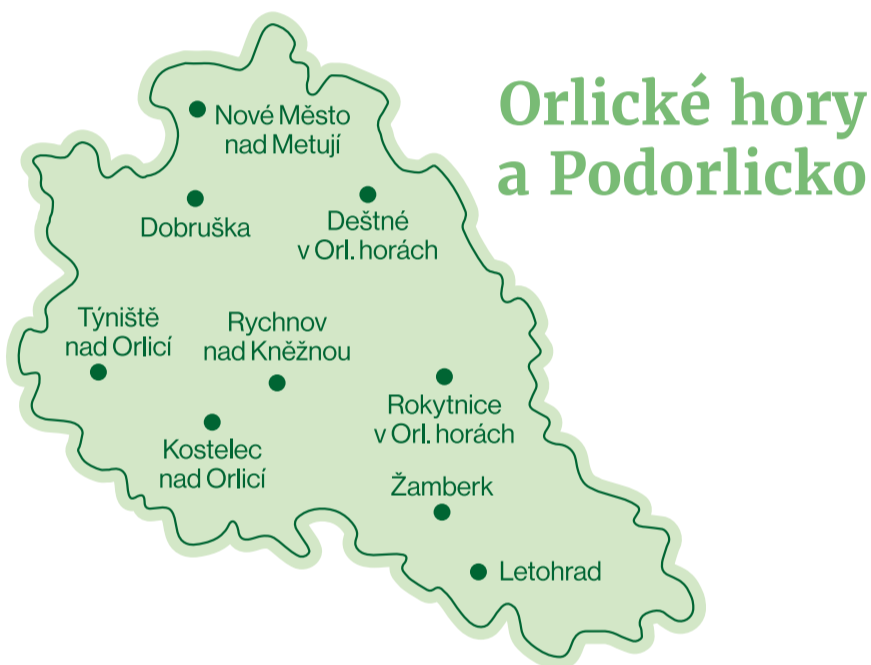 Orlické hory
a Podorlicko
Nové Město
nad Metují
Dobruška
Deštné
v Orl. horách
Týniště
nad Orlicí
Rychnov
nad Kněžnou
Rokytnice
v Orl. horách
Kostelec
nad Orlicí
Žamberk
Letohrad